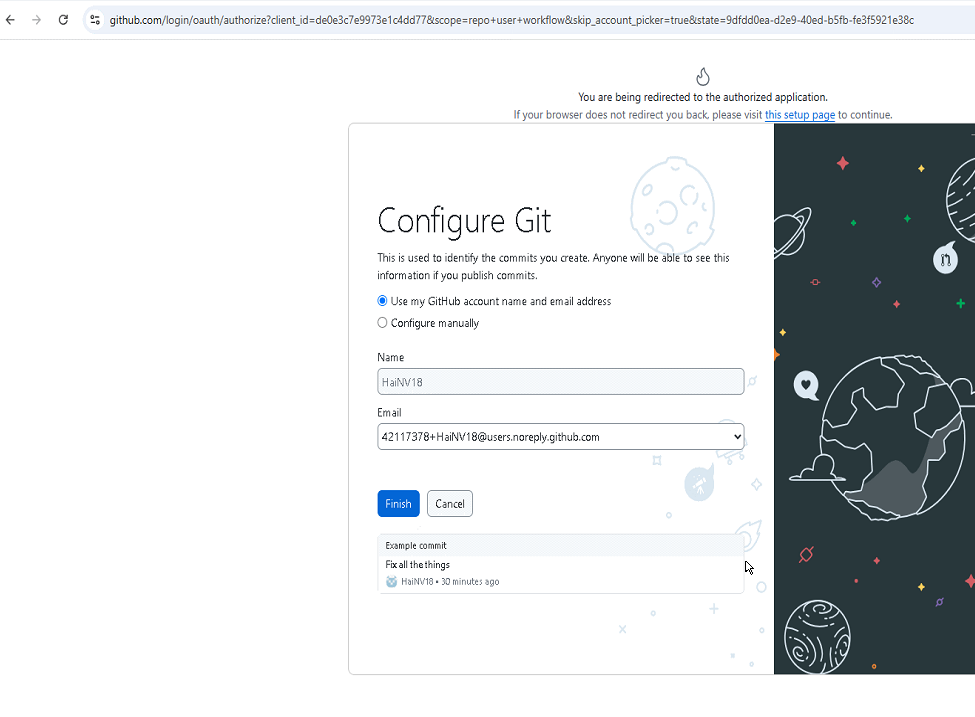 github.com/login/oauth/authorize?client_id=de0e3c7e9973e1c4dd77&scope=repo+user+workflow&skip_account_picker=true&state=9dfdd0ea-d2e9-40ed-b5fb-fe3f5921e38c
You are being redirected to the authorized application.
If your browser does not redirect you back, please visit this setup page to continue.
Configure Git
This is used to identify the commits you create. Anyone will be able to see this
information if you publish commits.
Use my GitHub account name and email address
Configure manually
Name
HaiNV18
Email
42117378+HaiNV18@users.noreply.github.com
Finish
Cancel
Example commit
Fix all the things
HaiNV18 • 30 minutes ago